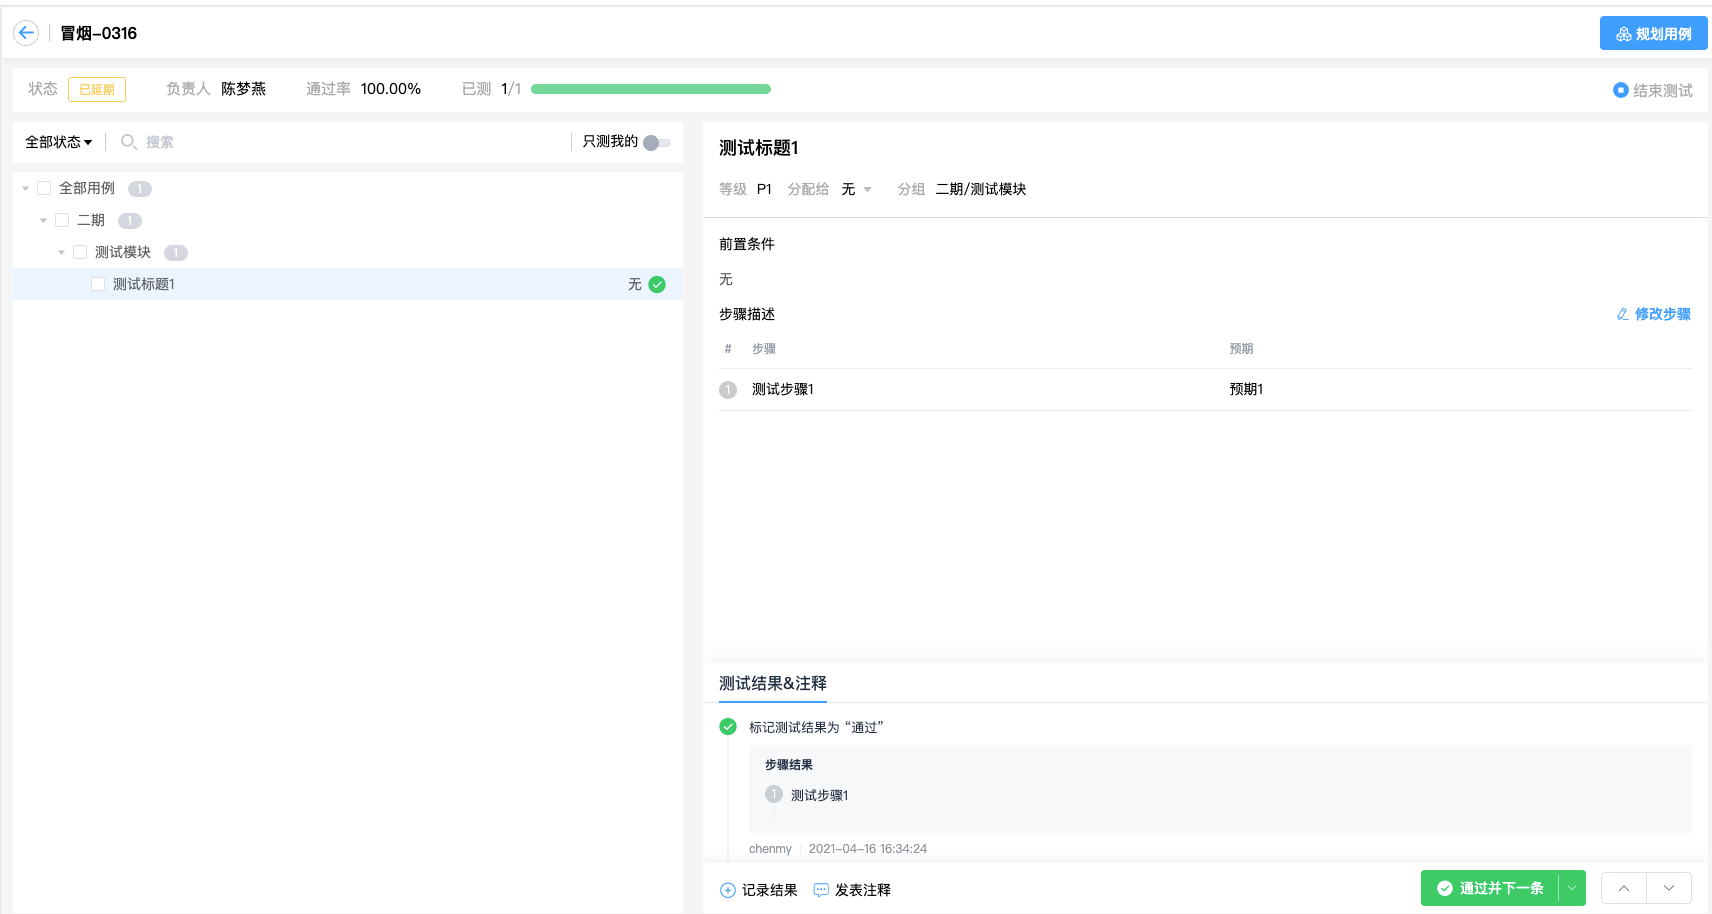 冒烟-0316
规划用例
状态 已延期 负责人 陈梦燕 通过率 100.00% 已测 1/1
结束测试
全部状态 搜索 只测我的
全部用例 1
二期 1
测试模块 1
测试标题1 无
测试标题1
等级 P1 分配给 无 分组 二期/测试模块
前置条件
无
步骤描述 修改步骤
# 步骤 预期
1 测试步骤1 预期1
测试结果&注释
标记测试结果为 “通过”
步骤结果
1 测试步骤1
chenmy 2021-04-16 16:34:24
记录结果 发表注释 通过并下一条